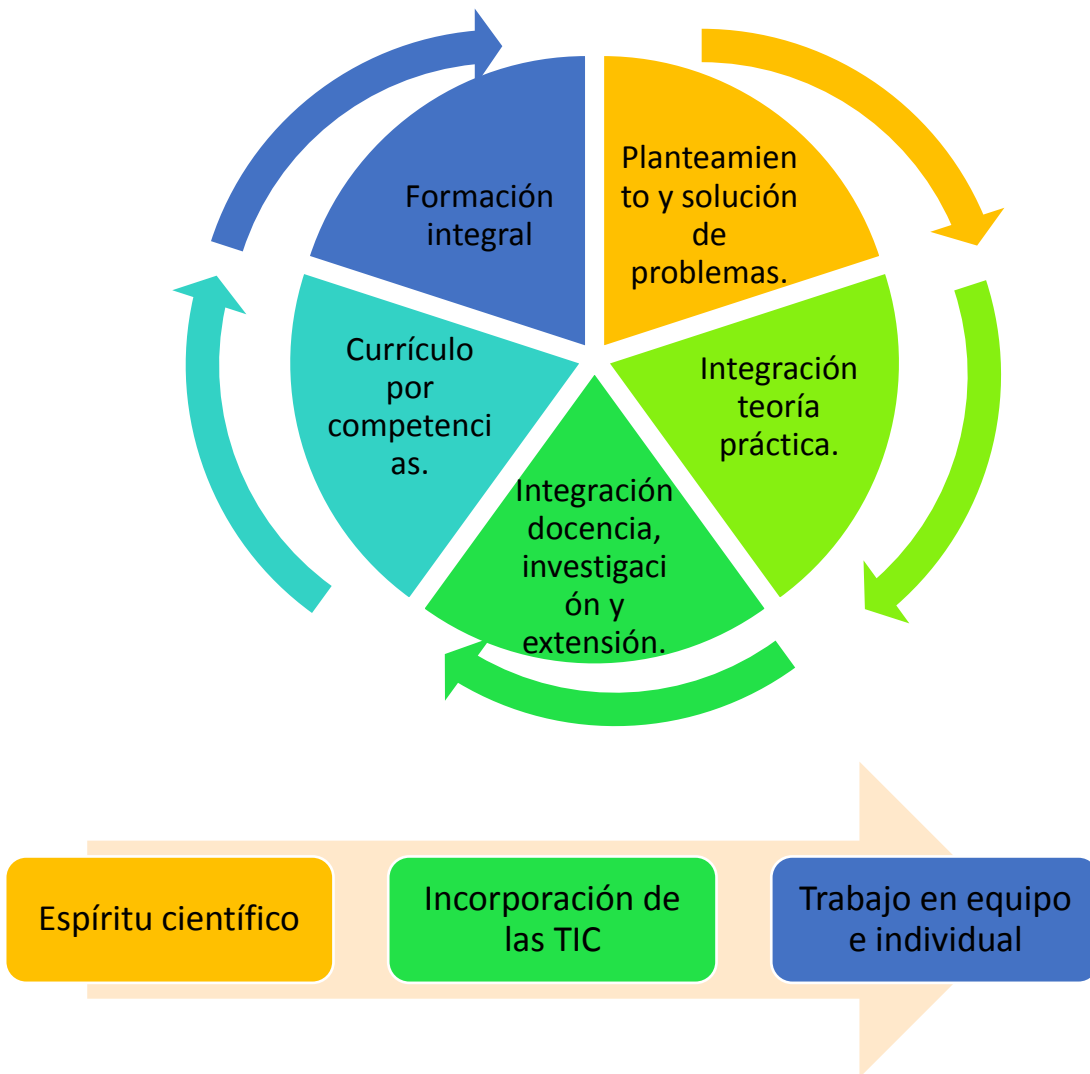 Planteamien
to y solución
de
problemas.
Integración
teoría
práctica.
Integración
docencia,
investigaci
ón y
extensión.
Currículo
por
competenci
as.
Formación
integral
Espíritu científico
Incorporación de
las TIC
Trabajo en equipo
e individual